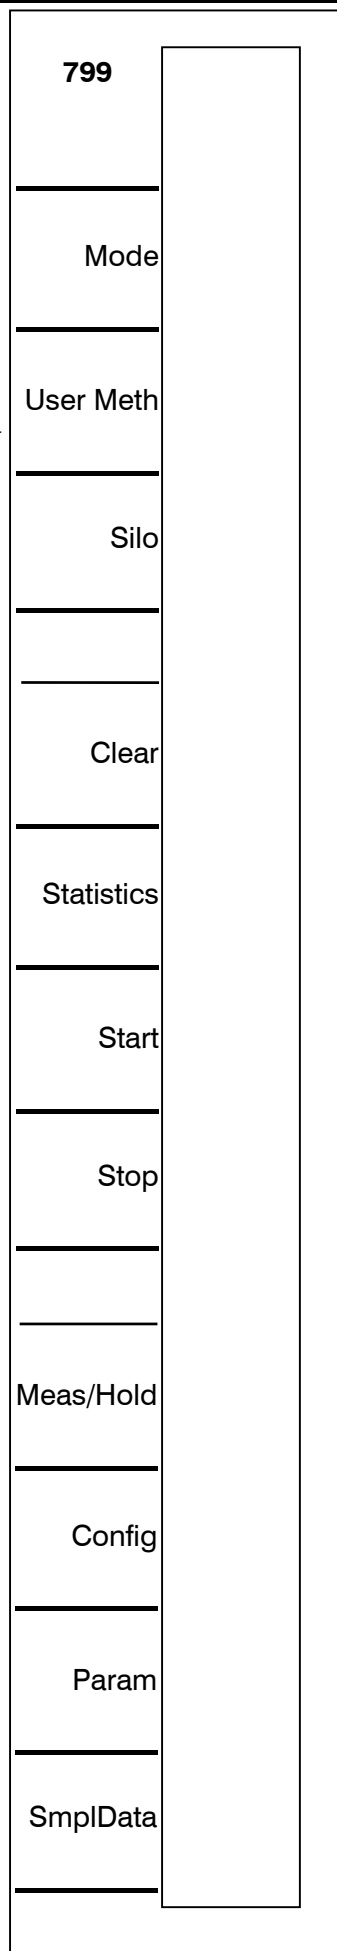 799
Mode
User Meth
Silo
Clear
Statistics
Start
Stop
Meas/Hold
Config
Param
SmplData